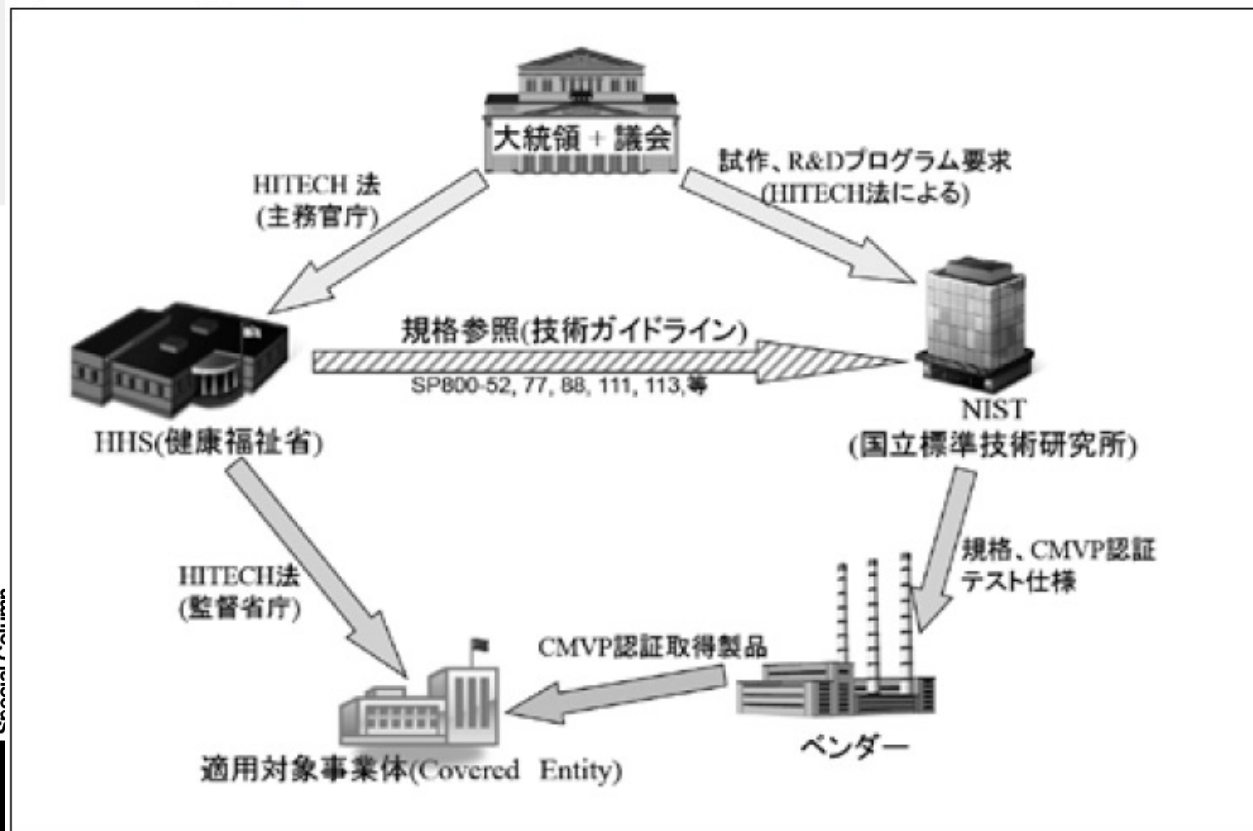 大統領 + 議会
HITECH 法
(主務官庁)
試作、R&Dプログラム要求
(HITECH法による)
規格参照(技術ガイドライン)
SP800-52, 77, 88, 111, 113,等
HHS(健康福祉省)
NIST
(国立標準技術研究所)
HITECH法
(監督省庁)
規格、CMVP認証
テスト仕様
CMVP認証取得製品
ベンダー
適用対象事業体(Covered Entity)
Special Column